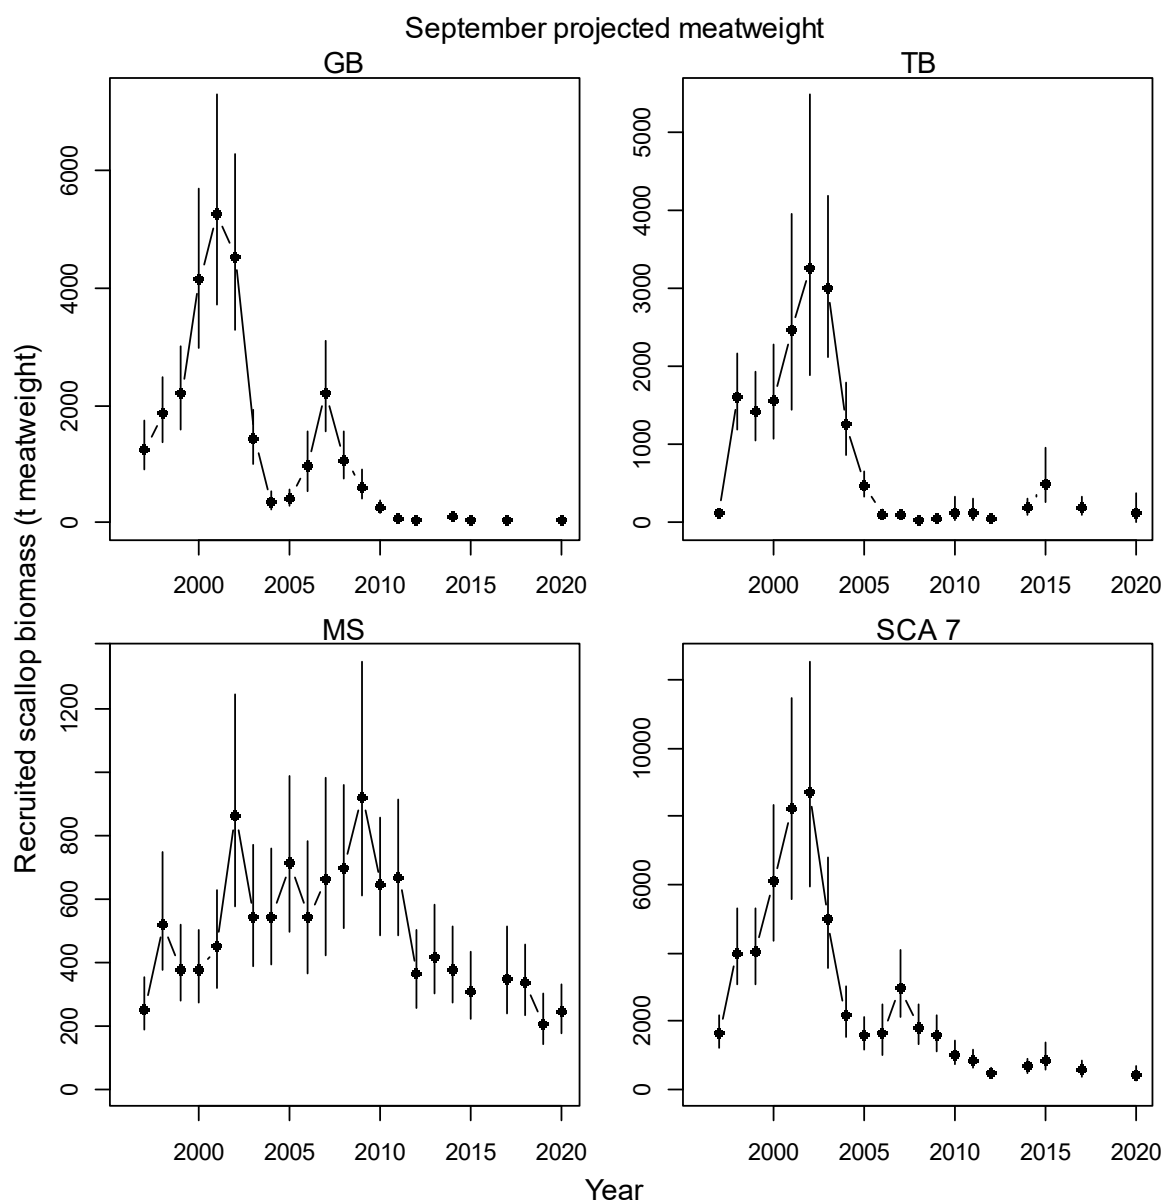 September projected meatweight
GB
TB
Recruited scallop biomass (t meatweight)
6000
4000
2000
0
2000 2005 2010 2015 2020
5000
4000
3000
2000
1000
0
2000 2005 2010 2015 2020
MS
SCA 7
1200
800
600
400
200
0
2000 2005 2010 2015 2020
10000
6000
2000
0
2000 2005 2010 2015 2020
Year